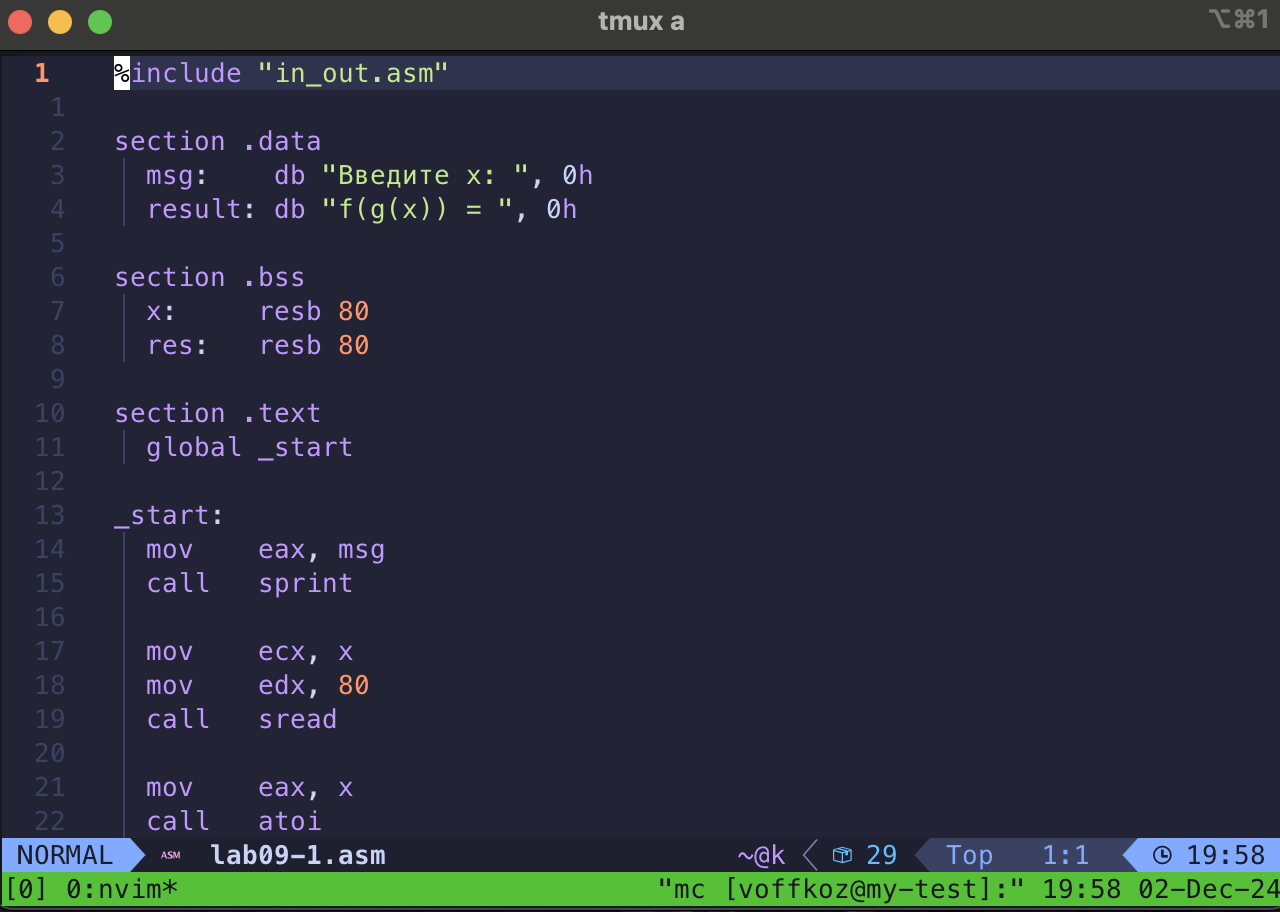 tmux a
⌥⌘1
1 %include "in_out.asm"
1
2 section .data
3 msg: db "Введите x: ", 0h
4 result: db "f(g(x)) = ", 0h
5
6 section .bss
7 x: resb 80
8 res: resb 80
9
10 section .text
11 global _start
12
13 _start:
14 mov eax, msg
15 call sprint
16
17 mov ecx, x
18 mov edx, 80
19 call sread
20
21 mov eax, x
22 call atoi
NORMAL ASM lab09-1.asm ~@k 29 Top 1:1 19:58
[0] 0:nvim* "mc [voffkoz@my-test]:" 19:58 02-Dec-24